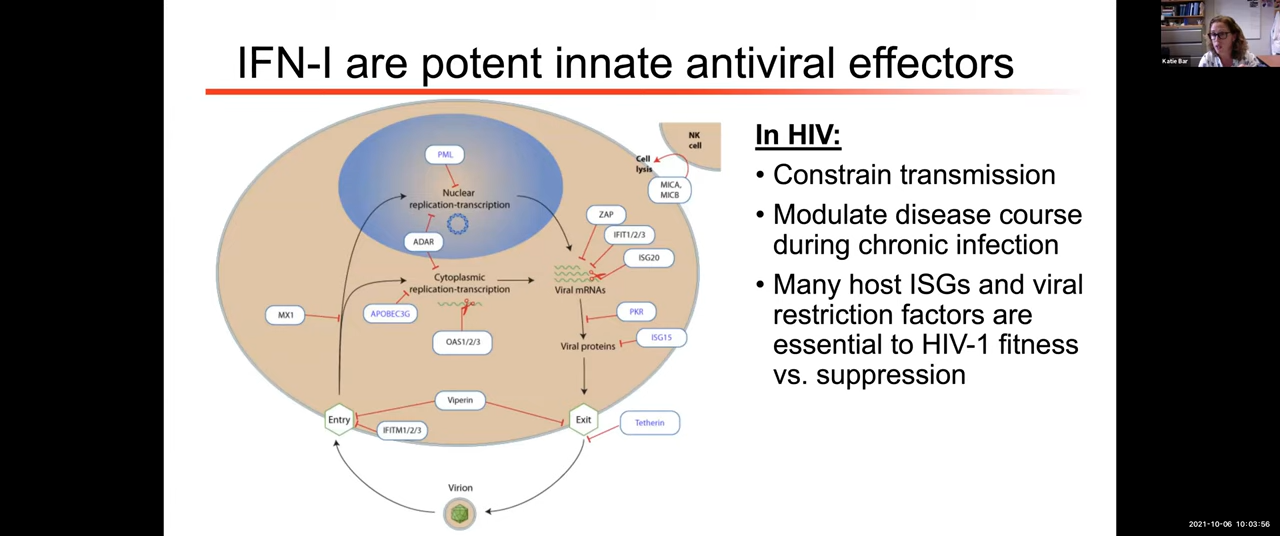 IFN-I are potent innate antiviral effectors
Katie Bar
PML
Nuclear
replication-transcription
ADAR
Cytoplasmic
replication-transcription
APOBEC3G
MX1
OAS1/2/3
Viperin
Entry
IFITM1/2/3
Virion
Exit
Tetherin
Viral proteins
ISG15
PKR
Viral mRNAs
ISG20
IFIT1/2/3
ZAP
MICA,
MICB
Cell
lysis
NK
cell
In HIV:
• Constrain transmission
• Modulate disease course
during chronic infection
• Many host ISGs and viral
restriction factors are
essential to HIV-1 fitness
vs. suppression
2021-10-06 10:03:56